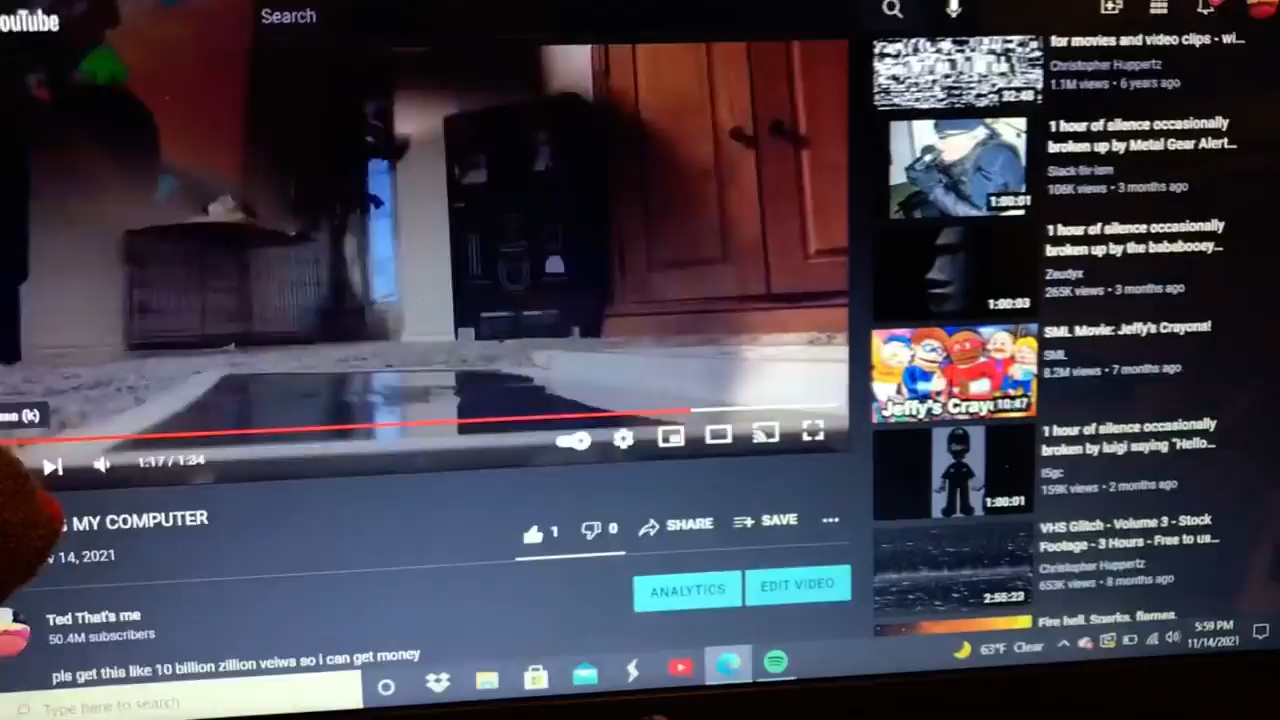 ouTube
Search
for movies and video clips - wi...
Christopher Huppertz
1.1M views • 6 years ago
32:48
1 hour of silence occasionally
broken up by Metal Gear Alert...
106K views • 3 months ago
1:00:01
1 hour of silence occasionally
broken up by the bababooey...
Zeudyx
265K views • 3 months ago
1:00:03
SML Movie: Jeffy's Crayons!
SML
8.2M views • 7 months ago
Jeffy's Cray
10:47
1 hour of silence occasionally
broken by luigi saying "Hello...
159K views • 2 months ago
1:00:01
VHS Glitch - Volume 3 - Stock
Footage - 3 Hours - Free to us...
Christopher Huppertz
653K views • 8 months ago
2:55:23
Fire hell. Sparks. flames.
(k)
1:17 / 1:34
MY COMPUTER
14, 2021
1
0
SHARE
SAVE
ANALYTICS
EDIT VIDEO
Ted That's me
50.4M subscribers
pls get this like 10 billion zillion veiws so i can get money
Type here to search
63°F Clear
5:59 PM
11/14/2021